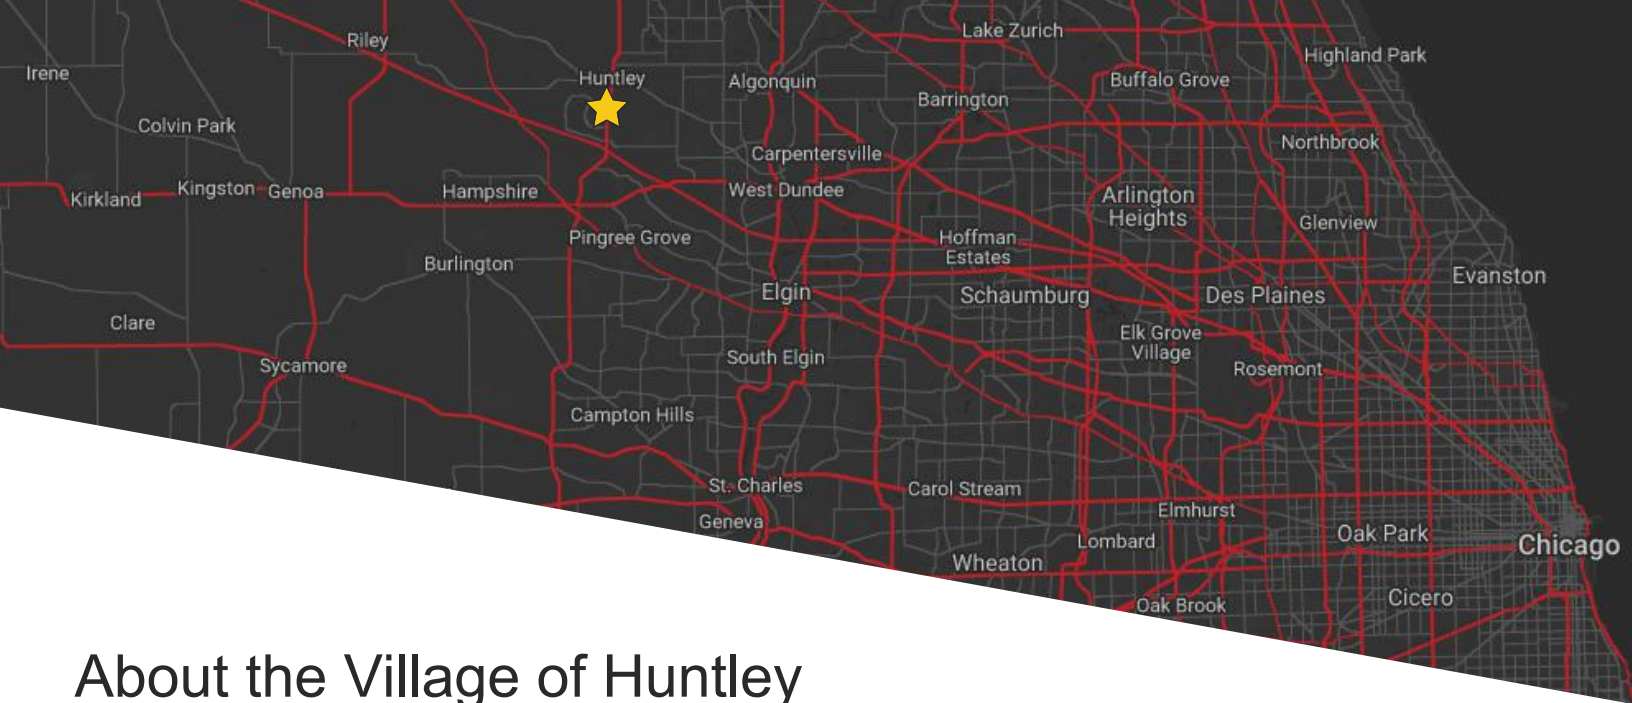 Lake Zurich
Riley
Highland Park
Irene
Huntley
Algonquin
Buffalo Grove
Barrington
Colvin Park
Northbrook
Carpentersville
Kirkland
Kingston
Genoa
Hampshire
West Dundee
Arlington
Heights
Glenview
Pingree Grove
Hoffman
Estates
Burlington
Evanston
Elgin
Schaumburg
Des Plaines
Clare
Elk Grove
Village
South Elgin
Sycamore
Rosemont
Campton Hills
St. Charles
Carol Stream
Geneva
Elmhurst
Lombard
Oak Park
Chicago
Wheaton
Cicero
Oak Brook
About the Village of Huntley